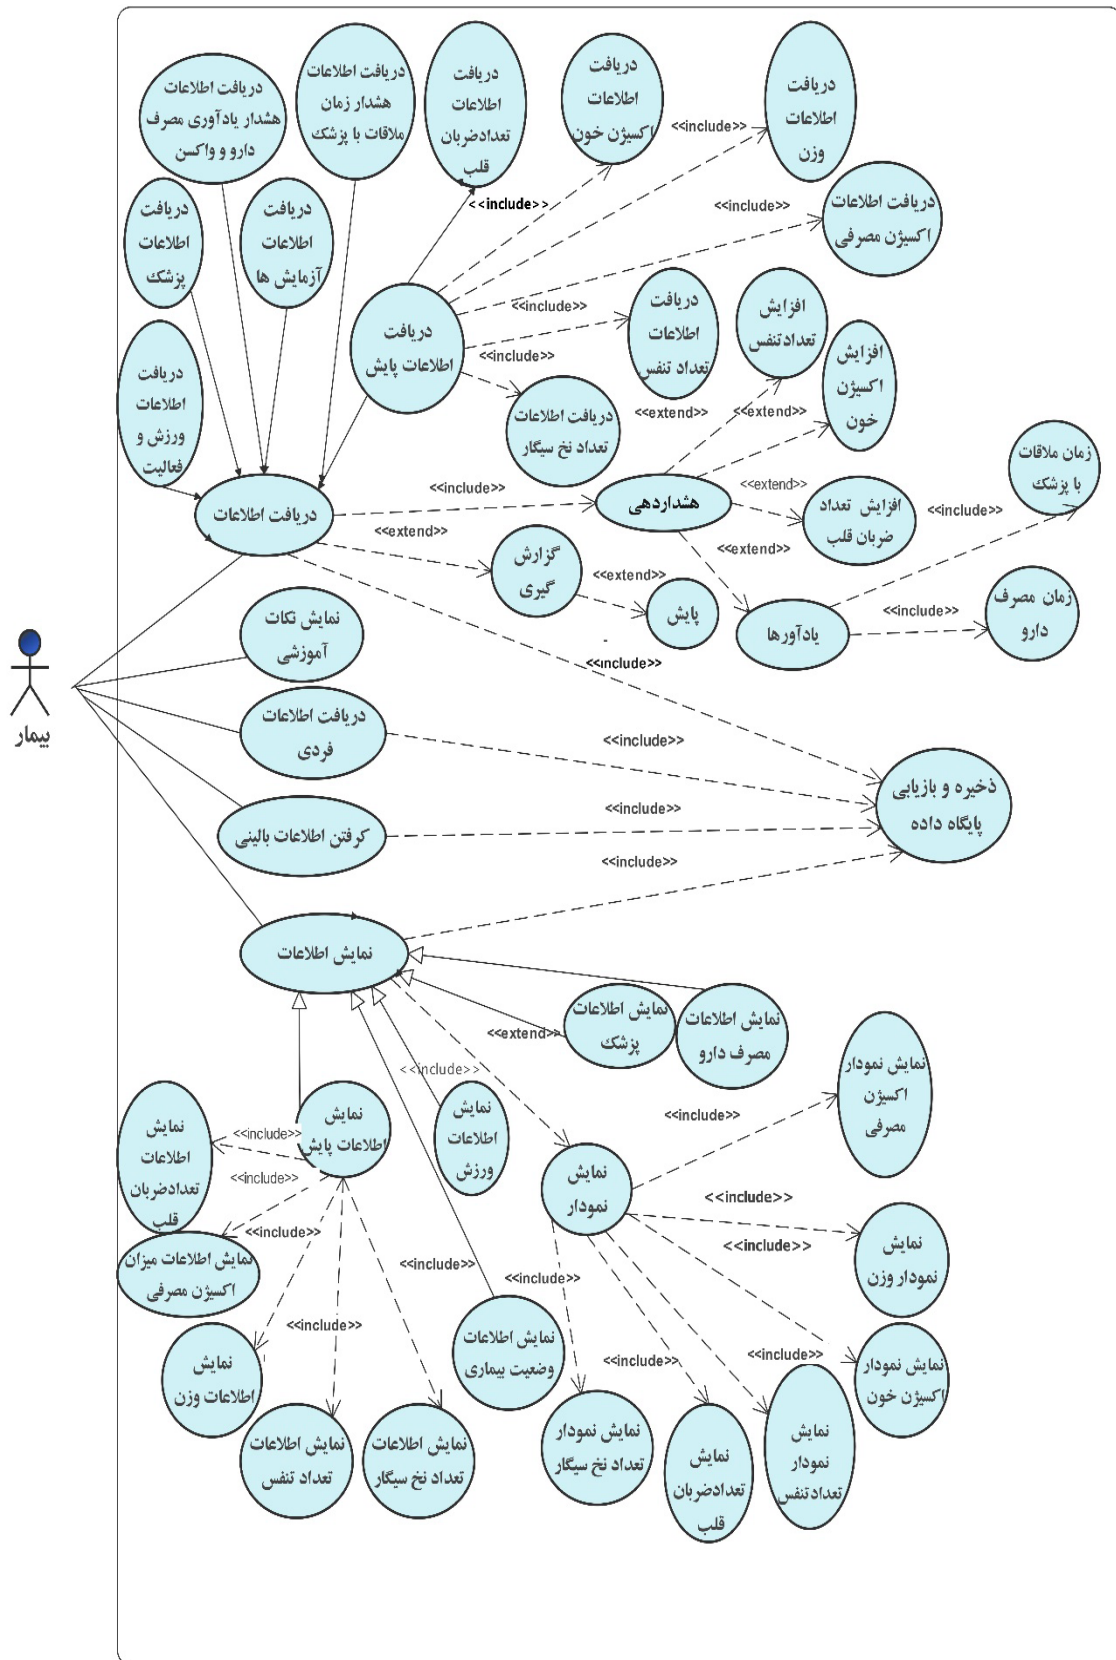 دریافت اطلاعات
هشدار یادآوری مصرف
دارو و واکسن
دریافت اطلاعات
هشدار زمان
ملاقات با پزشک
دریافت
اطلاعات
تعدادضربان
قلب
دریافت
اطلاعات
اکسیژن خون
دریافت
اطلاعات
وزن
<<include>>
<<include>>
<<include>>
دریافت
اطلاعات
پزشک
دریافت
اطلاعات
آزمایش ها
دریافت اطلاعات
اکسیژن مصرفی
دریافت
اطلاعات پایش
<<include>>
<<include>>
دریافت
اطلاعات
تعداد تنفس
افزایش
تعدادتنفس
افزایش
اکسیژن
خون
دریافت
اطلاعات
ورزش و
فعالیت
دریافت اطلاعات
تعداد نخ سیگار
<<extend>>
<<extend>>
زمان ملاقات
با پزشک
دریافت اطلاعات
<<include>>
هشداردهی
<<extend>>
افزایش تعداد
ضربان قلب
<<include>>
<<extend>>
<<extend>>
گزارش
گیری
<<extend>>
پایش
یادآورها
<<include>>
زمان مصرف
دارو
نمایش نکات
آموزشی
<<include>>
بیمار
دریافت اطلاعات
فردی
<<include>>
ذخیره و بازیابی
پایگاه داده
کرفتن اطلاعات بالینی
<<include>>
<<include>>
نمایش اطلاعات
نمایش اطلاعات
پزشک
نمایش اطلاعات
مصرف دارو
<<extend>>
<<include>>
نمایش نمودار
اکسیژن
مصرفی
نمایش
اطلاعات پایش
نمایش
اطلاعات
ورزش
<<include>>
<<include>>
نمایش
اطلاعات
تعدادضربان
قلب
<<include>>
نمایش
نمودار
<<include>>
<<include>>
<<include>>
<<include>>
<<include>>
نمایش
نمودار وزن
نمایش اطلاعات میزان
اکسیژن مصرفی
<<include>>
<<include>>
نمایش اطلاعات
وضعیت بیماری
<<include>>
<<include>>
نمایش
اطلاعات وزن
نمایش نمودار
اکسیژن خون
نمایش اطلاعات
تعداد تنفس
نمایش اطلاعات
تعداد نخ سیگار
نمایش نمودار
تعداد نخ سیگار
نمایش
تعدادضربان
قلب
نمایش
نمودار
تعدادتنفس